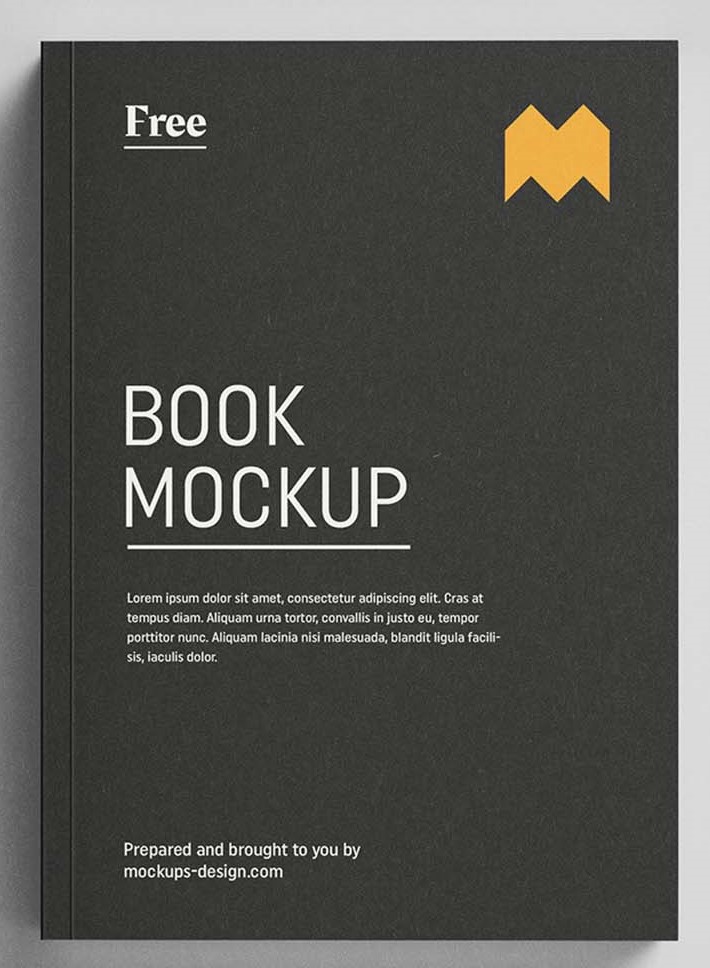 Free
BOOK
MOCKUP
Lorem ipsum dolor sit amet, consectetur adipiscing elit. Cras at
tempus diam. Aliquam urna tortor, convallis in justo eu, tempor
porttitor nunc. Aliquam lacinia nisi malesuada, blandit ligula facili-
sis, iaculis dolor.
Prepared and brought to you by
mockups-design.com